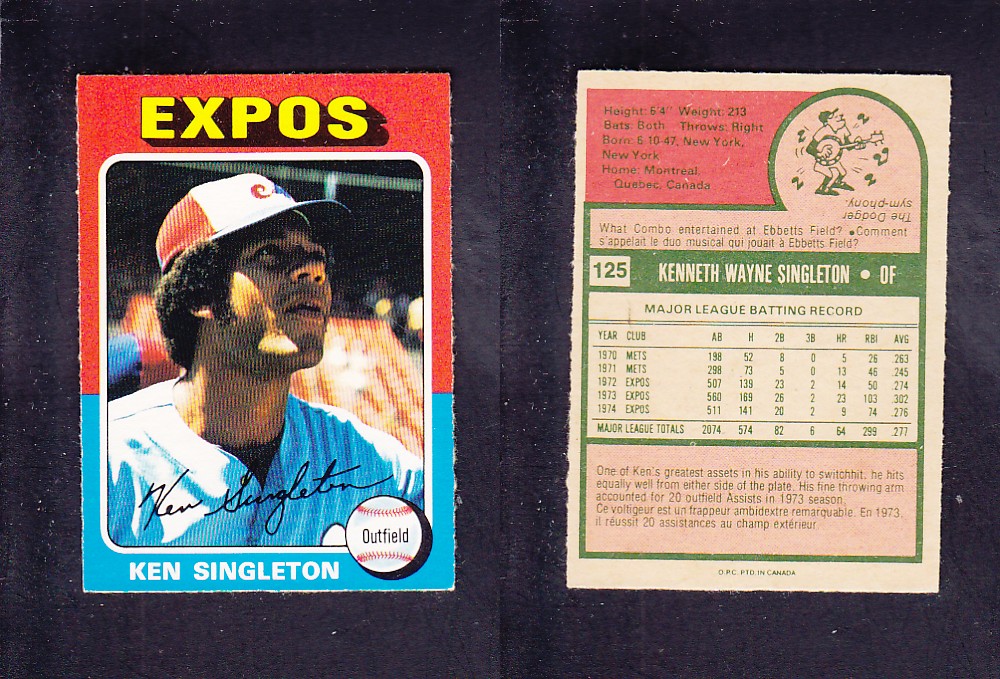 EXPOS
Ken Singleton
Outfield
KEN SINGLETON
Height: 6'4" Weight: 213
Bats: Both Throws: Right
Born: 6-10-47, New York,
New York
Home: Montreal,
Quebec, Canada
2 2 2 2
The Dodger
sym-phony.
What Combo entertained at Ebbetts Field? •Comment
s'appelait le duo musical qui jouait à Ebbetts Field?
125 KENNETH WAYNE SINGLETON • OF
MAJOR LEAGUE BATTING RECORD
YEAR CLUB AB H 2B 3B HR RBI AVG
1970 METS 198 52 8 0 5 26 .263
1971 METS 298 73 5 0 13 46 .245
1972 EXPOS 507 139 23 2 14 50 .274
1973 EXPOS 560 169 26 2 23 103 .302
1974 EXPOS 511 141 20 2 9 74 .276
MAJOR LEAGUE TOTALS 2074 574 82 6 64 299 .277
One of Ken's greatest assets in his ability to switchhit. he hits
equally well from either side of the plate. His fine throwing arm
accounted for 20 outfield Assists in 1973 season.
Ce voltigeur est un frappeur ambidextre remarquable. En 1973,
il réussit 20 assistances au champ extérieur.
O.P.C. PTD. IN CANADA